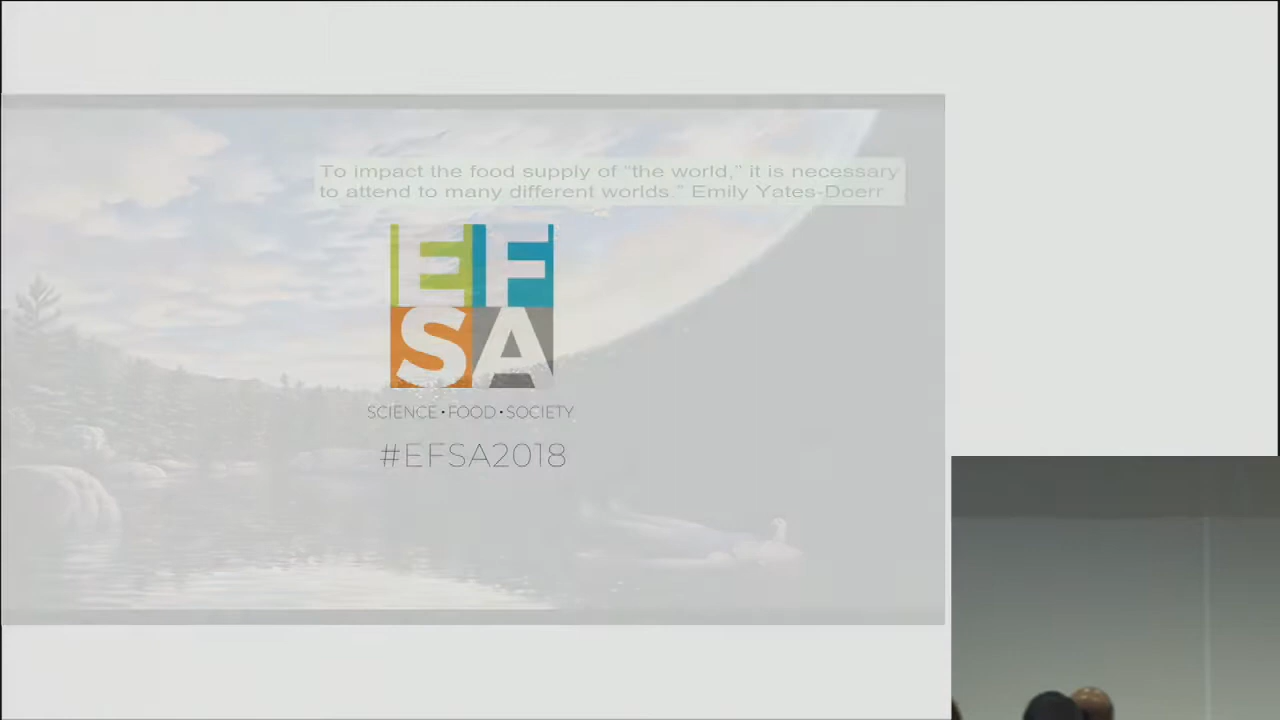 To impact the food supply of “the world,” it is necessary
to attend to many different worlds.” Emily Yates-Doerr
EF
SA
SCIENCE•FOOD•SOCIETY
#EFSA2018